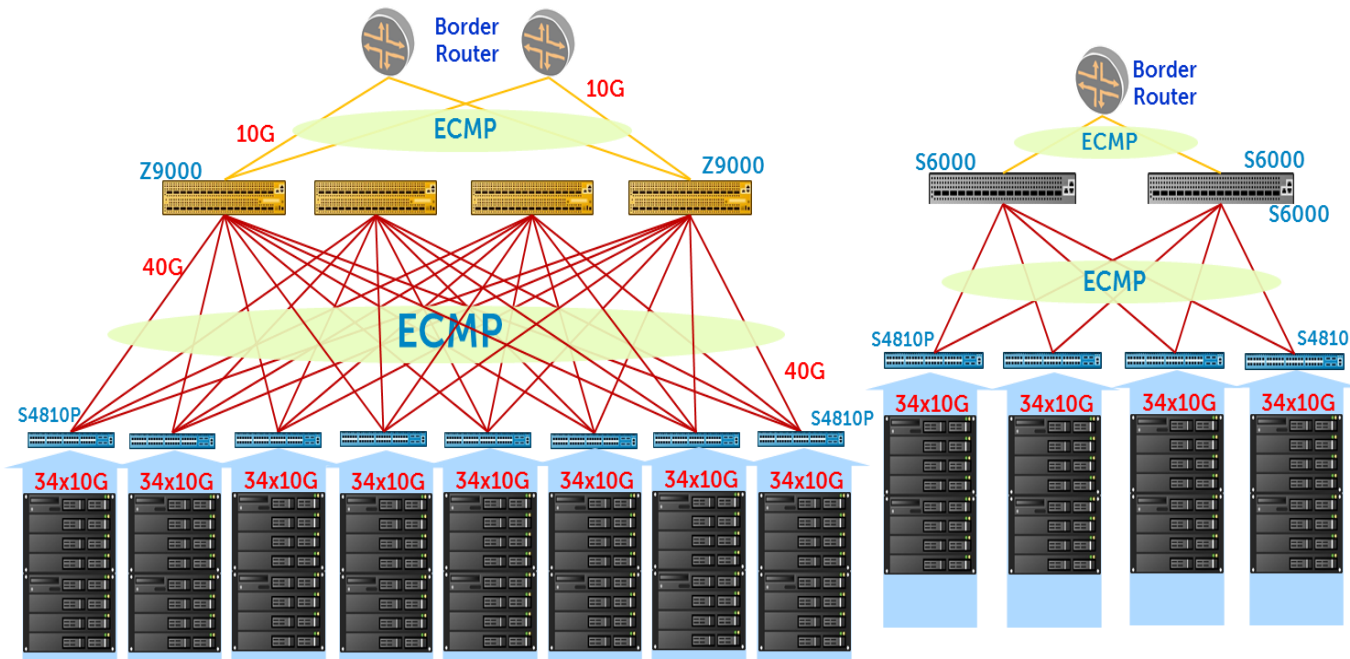 Border
Router
10G
10G
ECMP
Z9000
Z9000
40G
ECMP
40G
S4810P
S4810P
34x10G
34x10G
34x10G
34x10G
34x10G
34x10G
34x10G
34x10G
Border
Router
ECMP
S6000
S6000
S6000
ECMP
S4810P
S4810
34x10G
34x10G
34x10G
34x10G